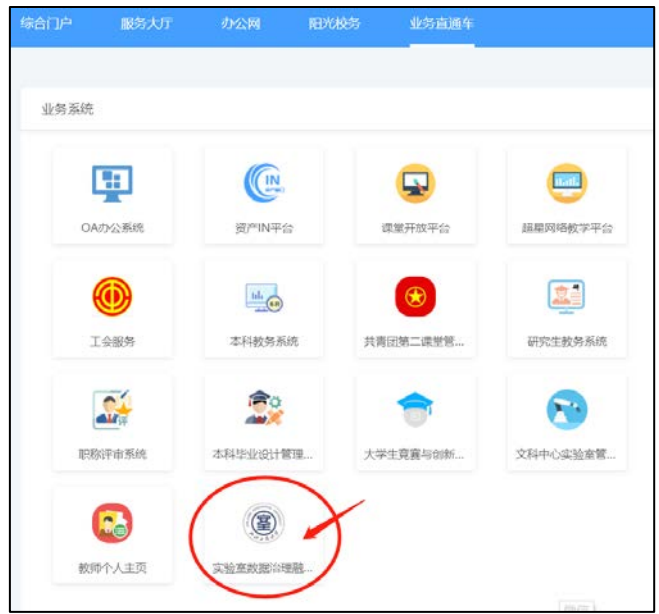 综合门户 服务大厅 办公网 阳光校务 业务直通车
业务系统
IN
OA办公系统 资产IN平台 课堂开放平台 超星网络教学平台
工会服务 本科教务系统 共青团第二课堂管... 研究生教务系统
评
职称评审系统 本科毕业设计管理... 大学生竞赛与创新... 文科中心实验室管...
室
教师个人主页 实验室数据治理融...